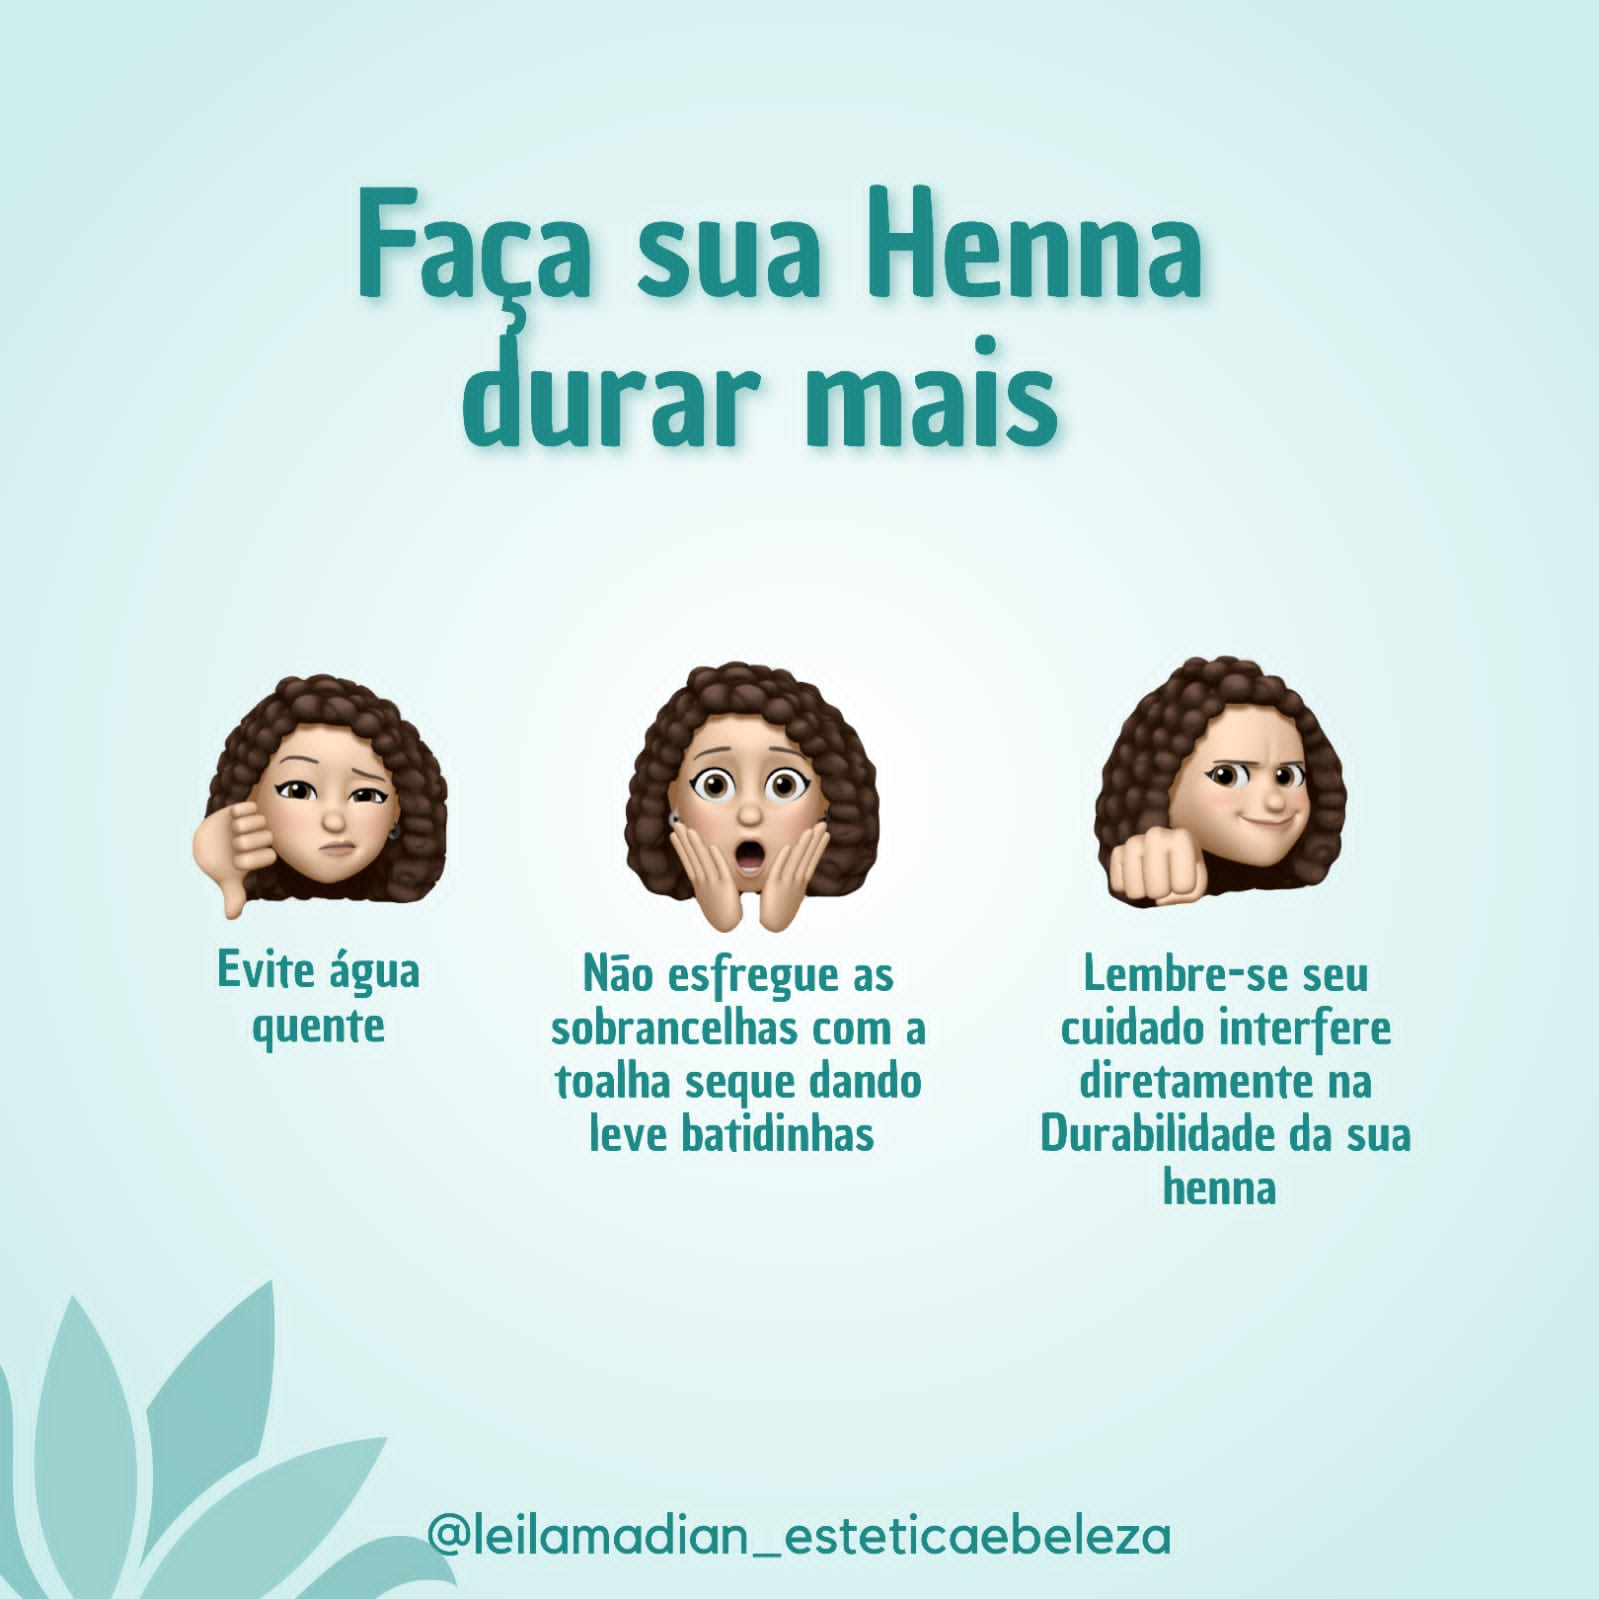 Faça sua Henna
durar mais
Evite água
quente
Não esfregue as
sobrancelhas com a
toalha seque dando
leve batidinhas
Lembre-se seu
cuidado interfere
diretamente na
Durabilidade da sua
henna
@leilamadian_esteticaebeleza